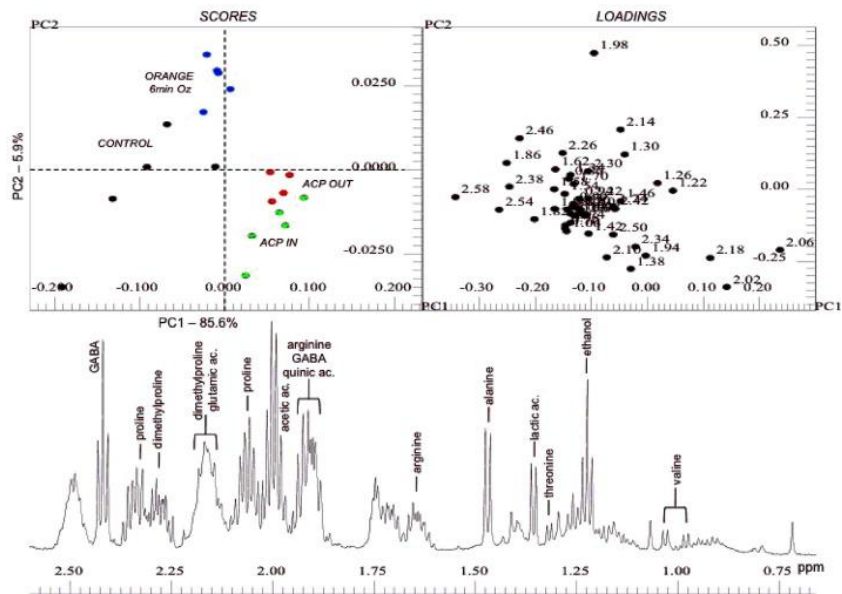 SCORES
LOADINGS
PC2
PC2
ORANGE
6min Oz
CONTROL
ACP OUT
ACP IN
0.0250
0.0000
-0.0250
PC2 – 5.9%
-0.200
-0.100
0.000
0.100
0.200
PC1
PC1 – 85.6%
1.98
0.50
0.25
2.14
2.46
1.30
2.26
1.86
1.62
2.30
2.38
1.26
1.22
0.00
2.58
2.54
1.46
2.42
1.42
2.50
2.34
1.94
2.10
1.38
2.18
2.06
-0.25
2.02
-0.30
-0.20
-0.10
0.00
0.10
0.20
PC1
GABA
proline
dimethylproline
dimethylproline
glutamic ac.
proline
acetic ac.
arginine
GABA
quinic ac.
arginine
alanine
lactic ac.
threonine
ethanol
valine
2.50
2.25
2.00
1.75
1.50
1.25
1.00
0.75
ppm